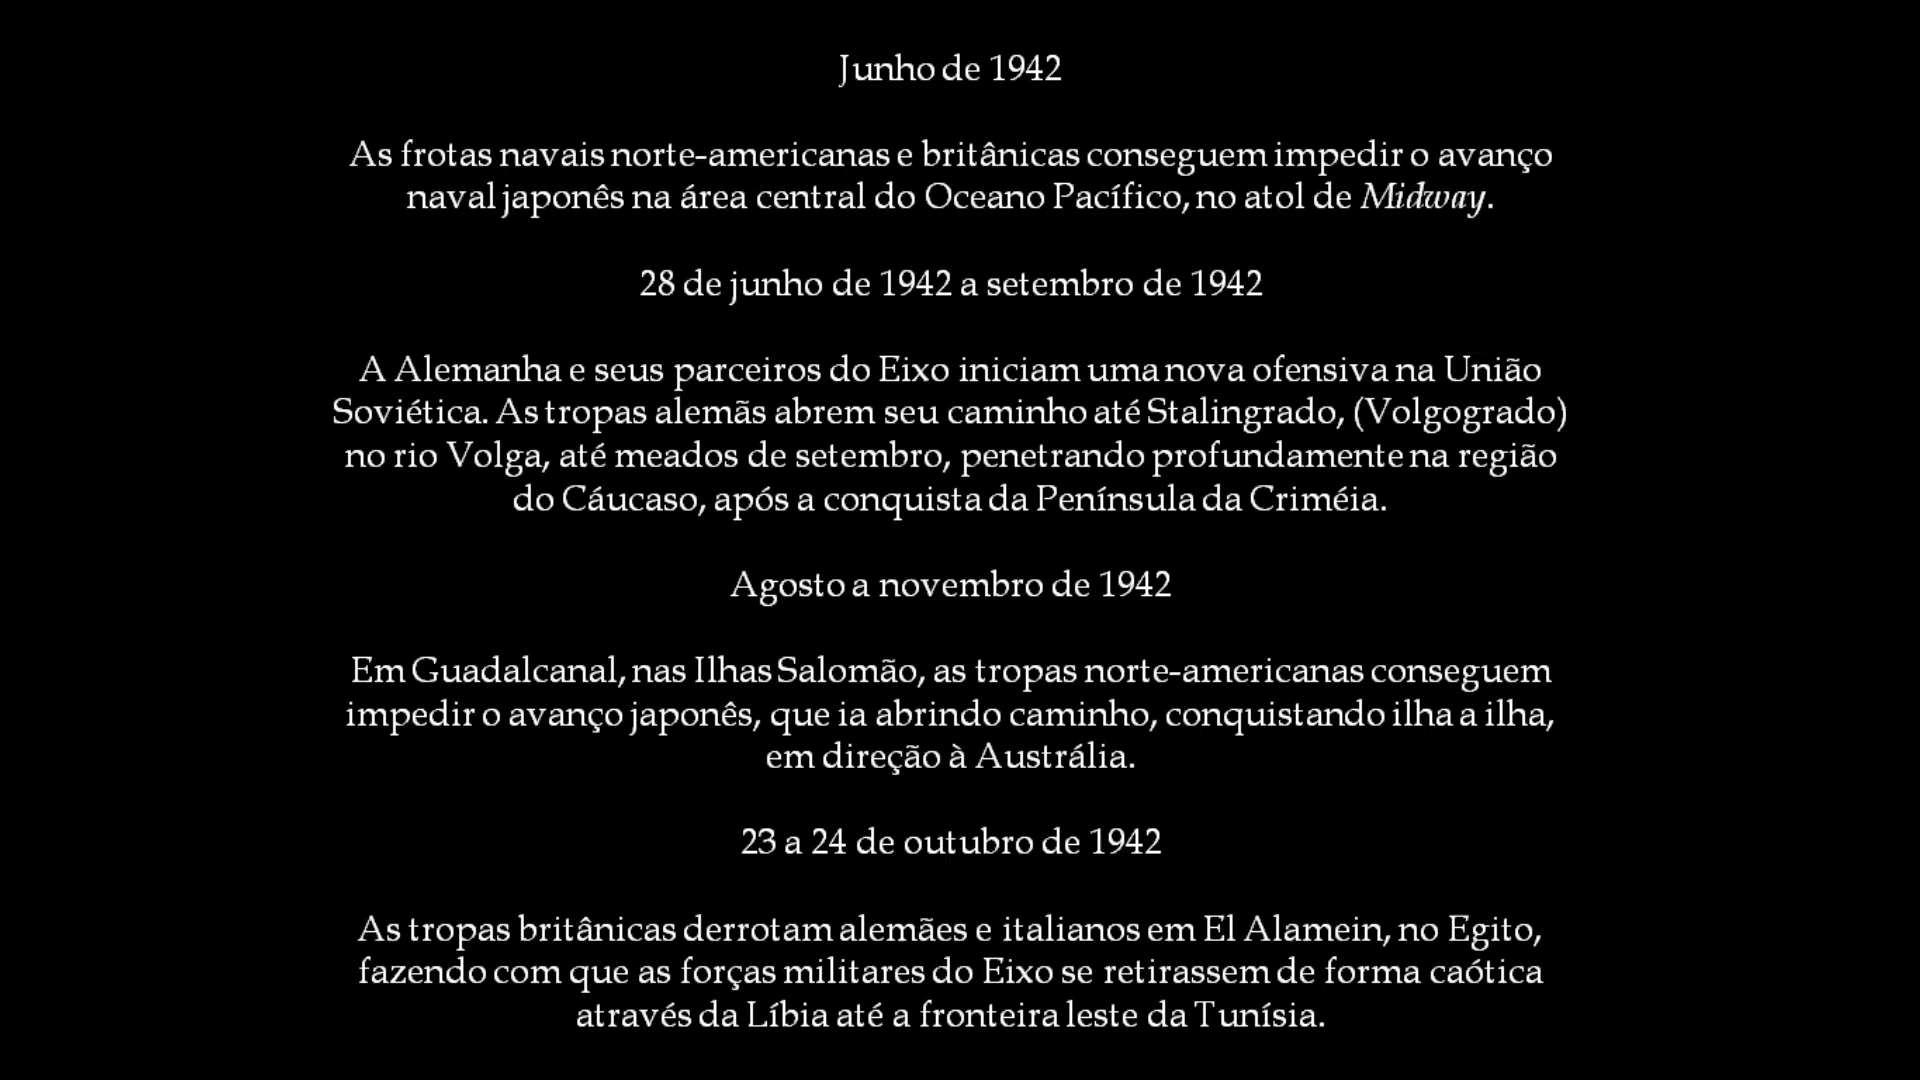 Junho de 1942
As frotas navais norte-americanas e britânicas conseguem impedir o avanço
naval japonês na área central do Oceano Pacífico, no atol de Midway.
28 de junho de 1942 a setembro de 1942
A Alemanha e seus parceiros do Eixo iniciam uma nova ofensiva na União
Soviética. As tropas alemãs abrem seu caminho até Stalingrado, (Volgogrado)
no rio Volga, até meados de setembro, penetrando profundamente na região
do Cáucaso, após a conquista da Península da Criméia.
Agosto a novembro de 1942
Em Guadalcanal, nas Ilhas Salomão, as tropas norte-americanas conseguem
impedir o avanço japonês, que ia abrindo caminho, conquistando ilha a ilha,
em direção à Austrália.
23 a 24 de outubro de 1942
As tropas britânicas derrotam alemães e italianos em El Alamein, no Egito,
fazendo com que as forças militares do Eixo se retirassem de forma caótica
através da Líbia até a fronteira leste da Tunísia.